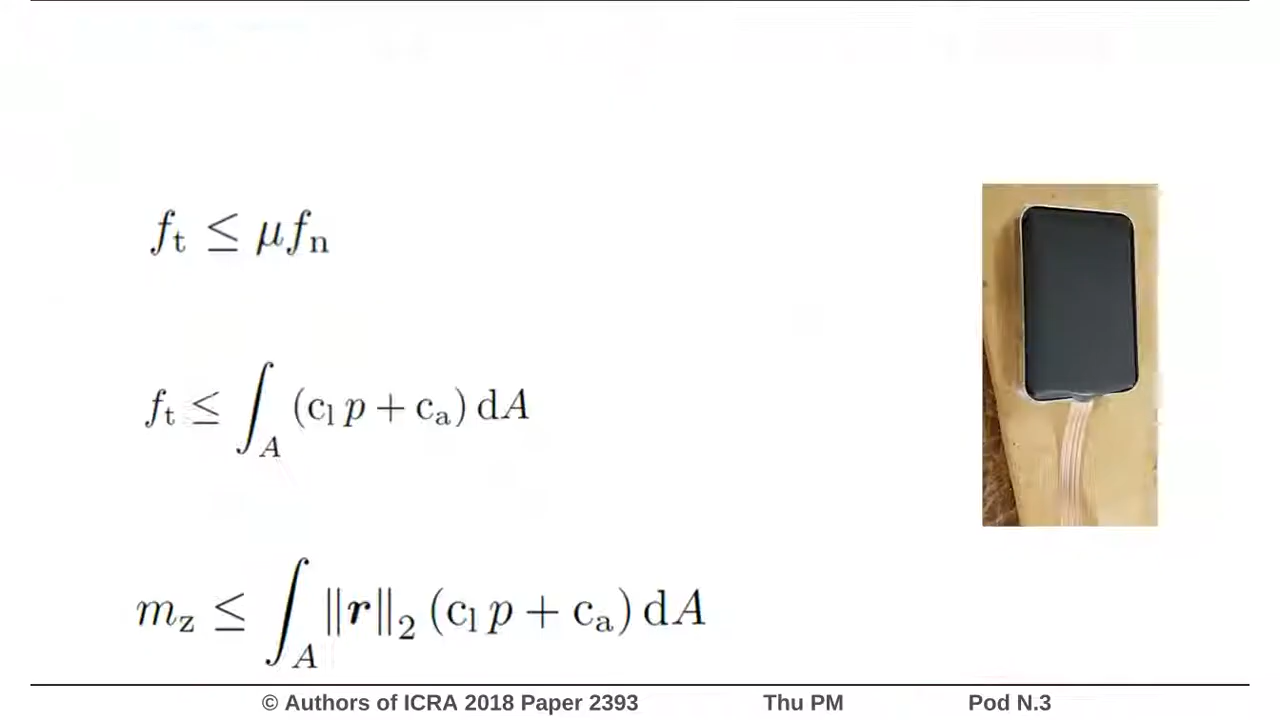 f_t ≤ μ f_n
f_t ≤ ∫_A (c_l p + c_a) dA
m_z ≤ ∫_A ‖r‖_2 (c_l p + c_a) dA
© Authors of ICRA 2018 Paper 2393 Thu PM Pod N.3